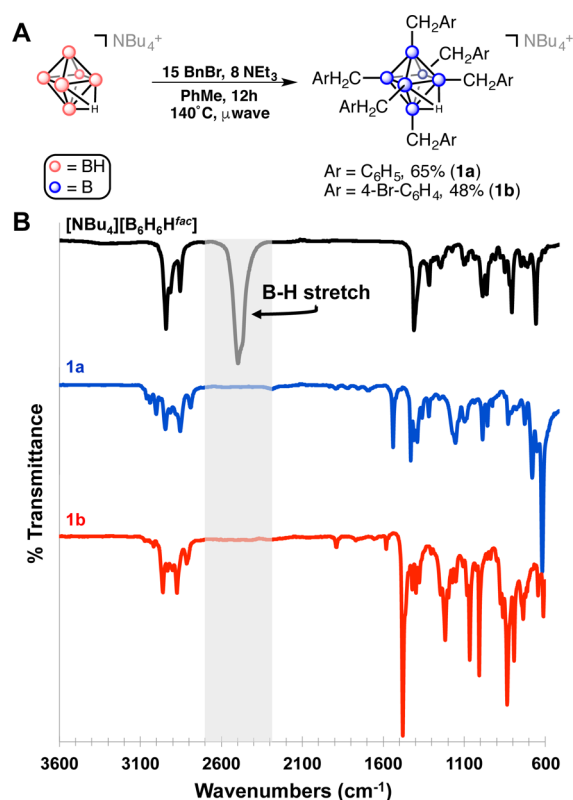 A
⌉ NBu4+
15 BnBr, 8 NEt3
PhMe, 12h
140˚C, μwave
H
= BH
= B
⌉ NBu4+
CH2Ar
CH2Ar
ArH2C
CH2Ar
ArH2C
H
CH2Ar
Ar = C6H5, 65% (1a)
Ar = 4-Br-C6H4, 48% (1b)
B
[NBu4][B6H6Hfac]
B-H stretch
1a
1b
% Transmittance
3600 3100 2600 2100 1600 1100 600
Wavenumbers (cm-1)